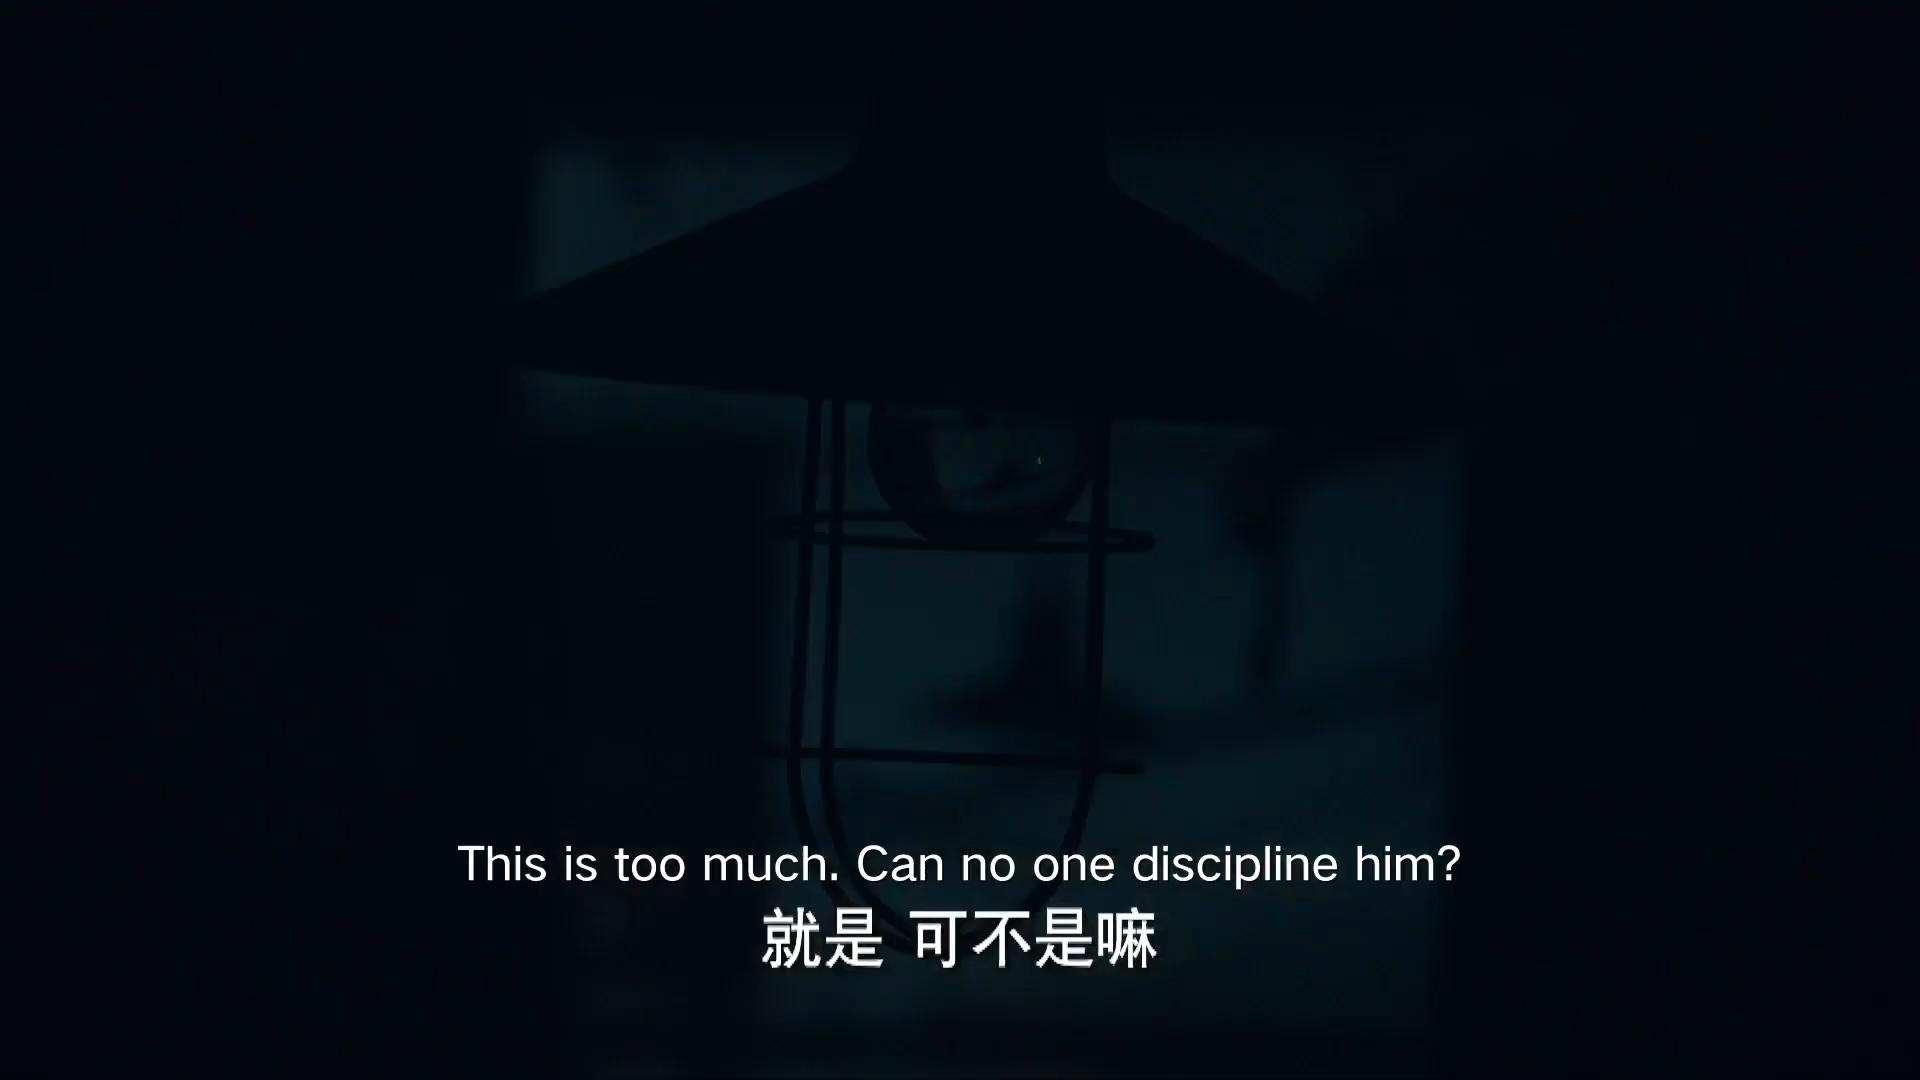 This is too much. Can no one discipline him?
就是 可不是嘛